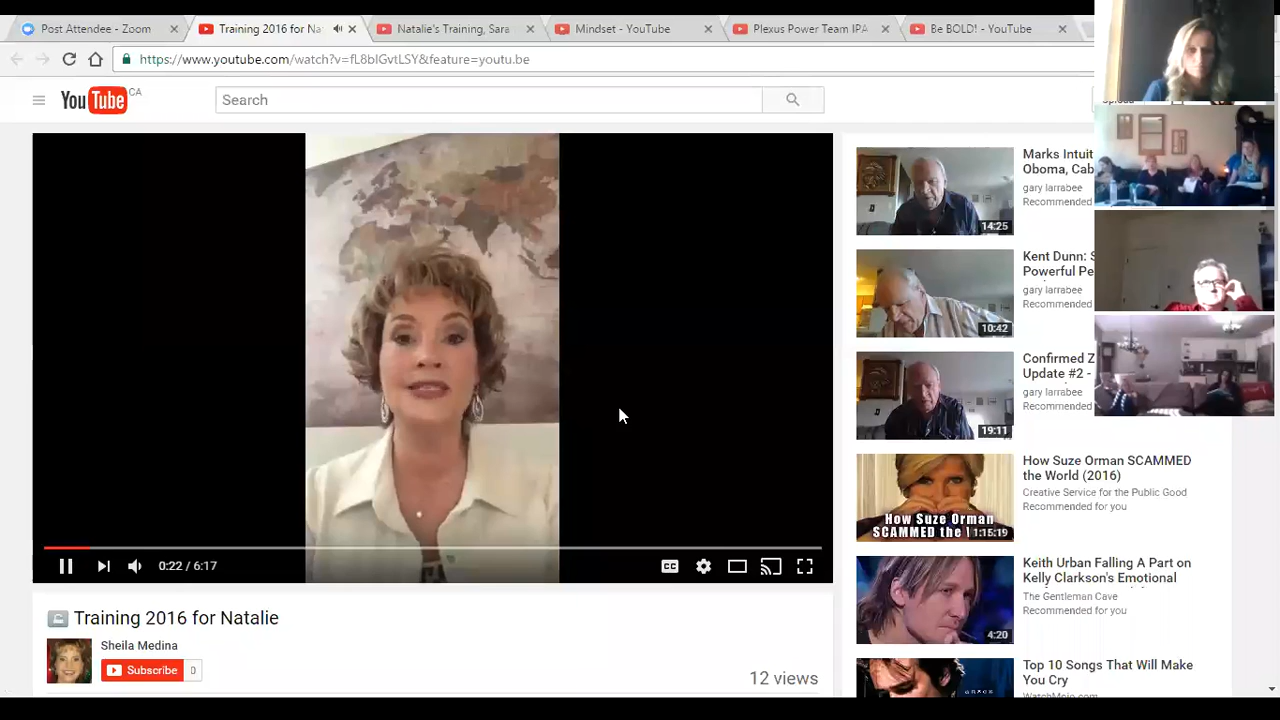 Post Attendee - Zoom
Training 2016 for Na
Natalie's Training, Sara
Mindset - YouTube
Plexus Power Team IPA
Be BOLD! - YouTube
https://www.youtube.com/watch?v=fL8bIGvtLSY&feature=youtu.be
YouTube CA
Search
Marks Intuit
Oboma, Cab
gary larrabee
Recommended
14:25
Kent Dunn: S
Powerful Pe
gary larrabee
Recommended
10:42
Confirmed Z
Update #2 -
gary larrabee
Recommended
19:11
How Suze Orman SCAMMED
the World (2016)
Creative Service for the Public Good
Recommended for you
How Suze Orman
SCAMMED the
1:15:19
Keith Urban Falling A Part on
Kelly Clarkson's Emotional
The Gentleman Cave
Recommended for you
4:20
Top 10 Songs That Will Make
You Cry
WatchMojo.com
CC
0:22 / 6:17
Training 2016 for Natalie
Sheila Medina
Subscribe 0
12 views